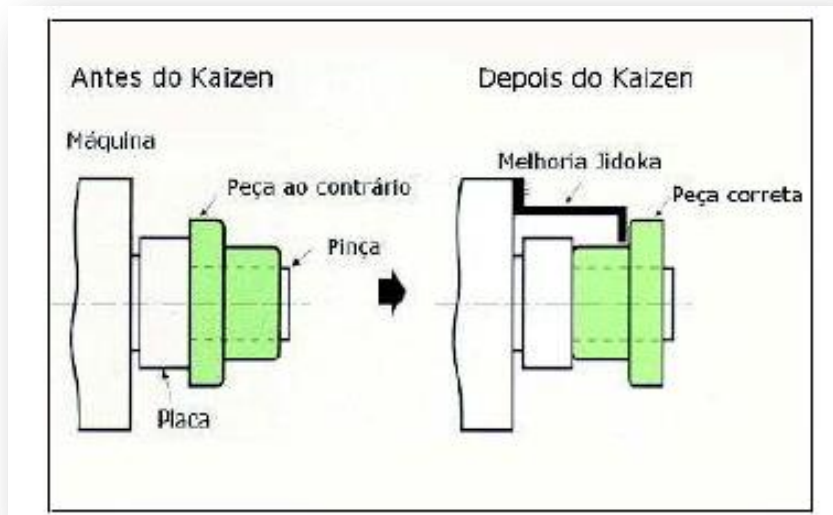 Antes do Kaizen
Máquina
Peça ao contrário
Pinça
Placa
Depois do Kaizen
Melhoria Jidoka
Peça correta